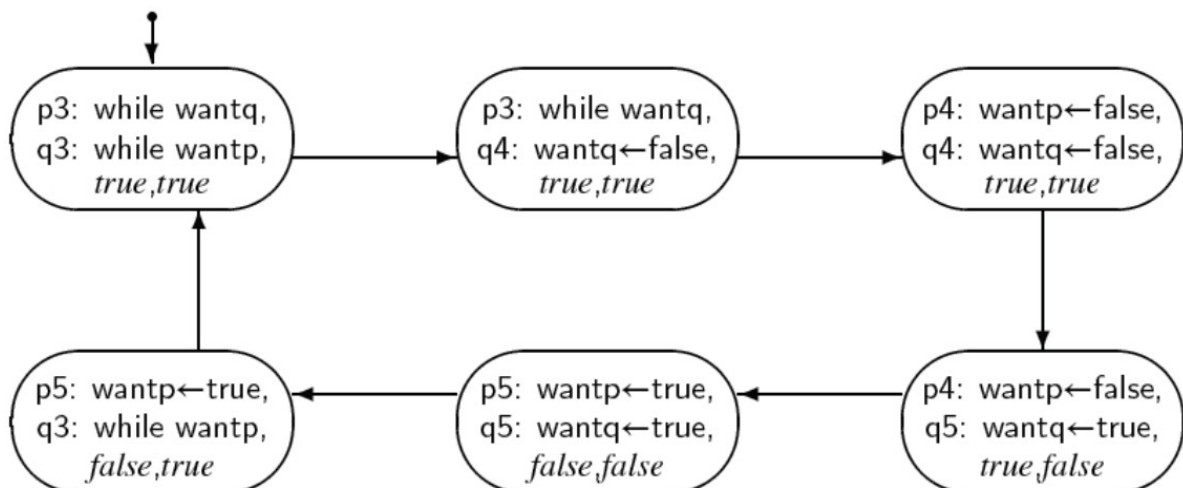 p3: while wantq,
q3: while wantp,
true,true
p3: while wantq,
q4: wantq←false,
true,true
p4: wantp←false,
q4: wantq←false,
true,true
p5: wantp←true,
q3: while wantp,
false,true
p5: wantp←true,
q5: wantq←true,
false,false
p4: wantp←false,
q5: wantq←true,
true,false